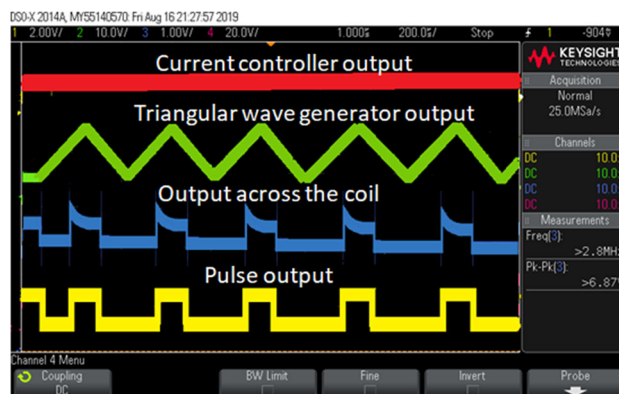 DSO-X 2014A, MY55140570: Fri Aug 16 21:27:57 2019
1 2.00V/ 2 10.0V/ 3 1.00V/ 4 20.0V/ 1.000s 200.0s/ Stop 1 -904
KEYSIGHT
TECHNOLOGIES
Current controller output
Acquisition
Normal
25.0MSa/s
Triangular wave generator output
Channels
DC 10.0:
DC 10.0:
DC 10.0:
DC 10.0:
Output across the coil
Measurements
Freq(3):
>2.8MH
Pk-Pk(3):
>6.87
Pulse output
Channel 4 Menu
Coupling
DC
BW Limit
Fine
Invert
Probe